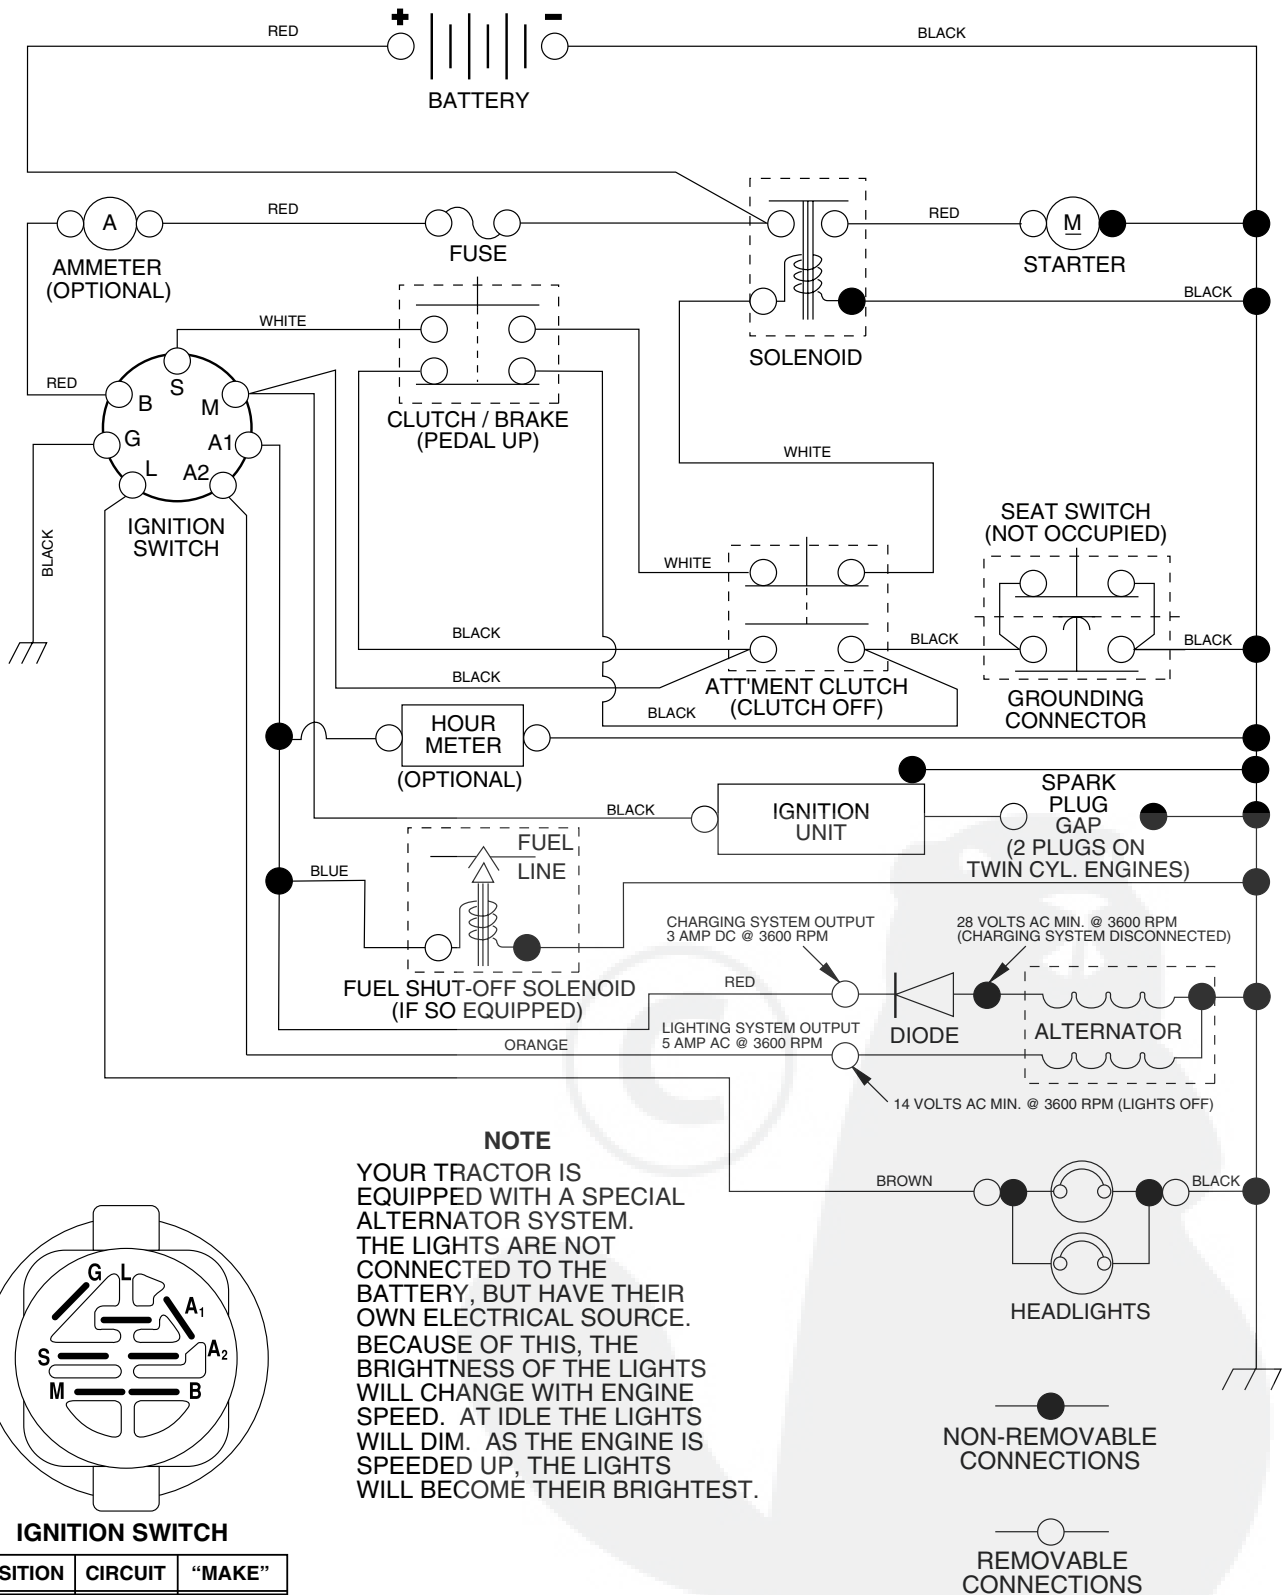 + −
RED
BLACK
BATTERY
A
RED
FUSE
RED
M
AMMETER
(OPTIONAL)
STARTER
BLACK
WHITE
SOLENOID
RED
S
B
M
G
A1
L
A2
CLUTCH / BRAKE
(PEDAL UP)
WHITE
IGNITION
SWITCH
BLACK
SEAT SWITCH
(NOT OCCUPIED)
WHITE
BLACK
BLACK
BLACK
BLACK
ATT'MENT CLUTCH
(CLUTCH OFF)
BLACK
GROUNDING
CONNECTOR
HOUR
METER
(OPTIONAL)
BLACK
IGNITION
UNIT
SPARK
PLUG
GAP
(2 PLUGS ON
TWIN CYL. ENGINES)
FUEL
LINE
BLUE
CHARGING SYSTEM OUTPUT
3 AMP DC @ 3600 RPM
28 VOLTS AC MIN. @ 3600 RPM
(CHARGING SYSTEM DISCONNECTED)
FUEL SHUT-OFF SOLENOID
(IF SO EQUIPPED)
RED
DIODE
ALTERNATOR
LIGHTING SYSTEM OUTPUT
5 AMP AC @ 3600 RPM
ORANGE
14 VOLTS AC MIN. @ 3600 RPM (LIGHTS OFF)
NOTE
YOUR TRACTOR IS
EQUIPPED WITH A SPECIAL
ALTERNATOR SYSTEM.
THE LIGHTS ARE NOT
CONNECTED TO THE
BATTERY, BUT HAVE THEIR
OWN ELECTRICAL SOURCE.
BECAUSE OF THIS, THE
BRIGHTNESS OF THE LIGHTS
WILL CHANGE WITH ENGINE
SPEED. AT IDLE THE LIGHTS
WILL DIM. AS THE ENGINE IS
SPEEDED UP, THE LIGHTS
WILL BECOME THEIR BRIGHTEST.
BROWN
BLACK
HEADLIGHTS
G L
A1
S
A2
M
B
IGNITION SWITCH
SITION CIRCUIT “MAKE”
NON-REMOVABLE
CONNECTIONS
REMOVABLE
CONNECTIONS
©